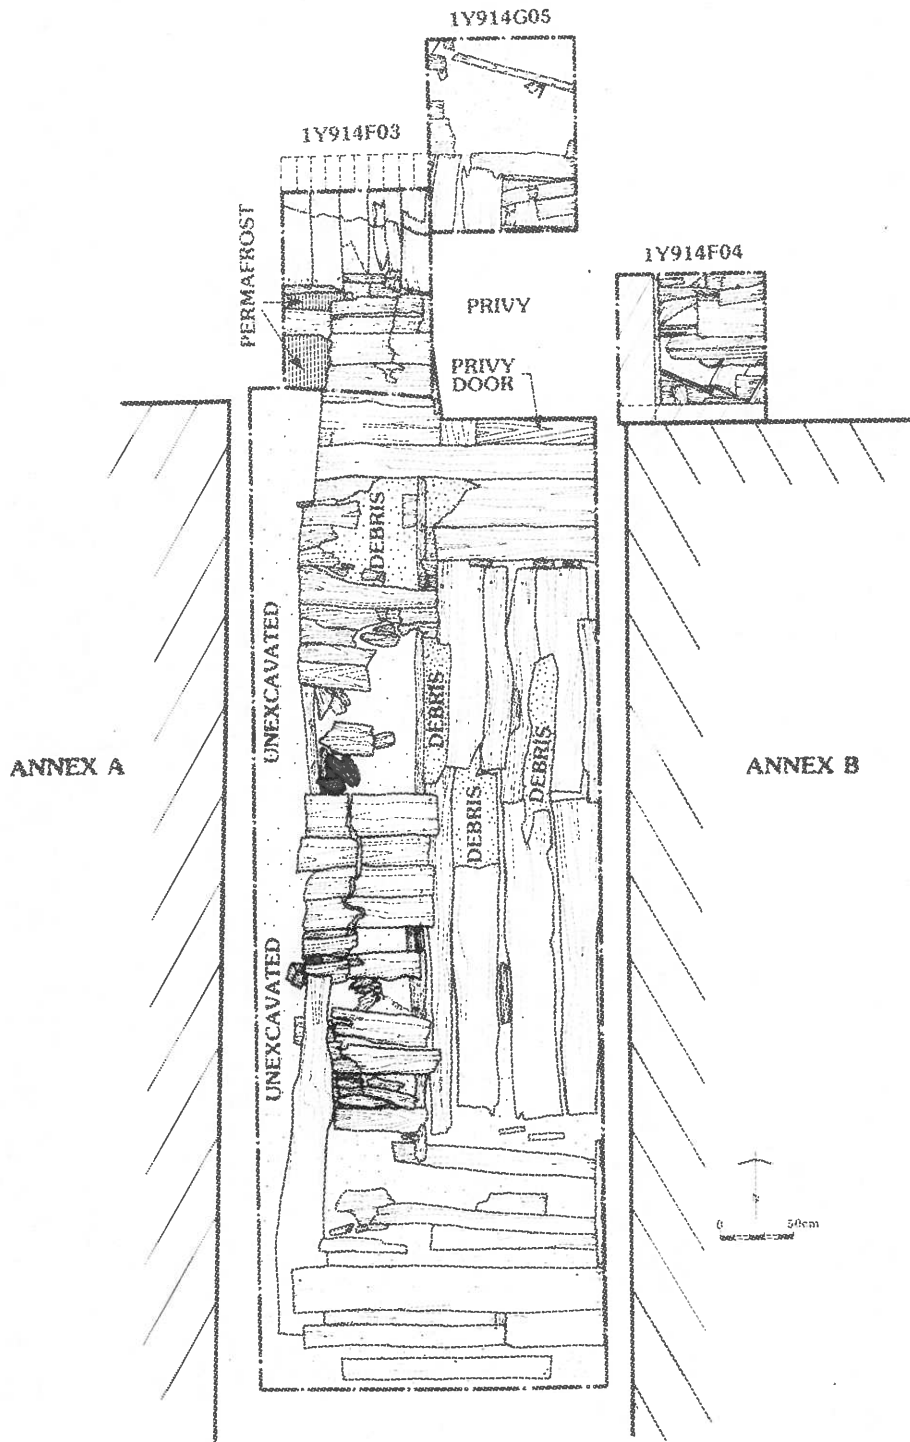 1Y914G05
1Y914F03
PERMAFROST
1Y914F04
PRIVY
PRIVY
DOOR
DEBRIS
UNEXCAVATED
DEBRIS
DEBRIS
DEBRIS
ANNEX A
ANNEX B
UNEXCAVATED
0 50cm